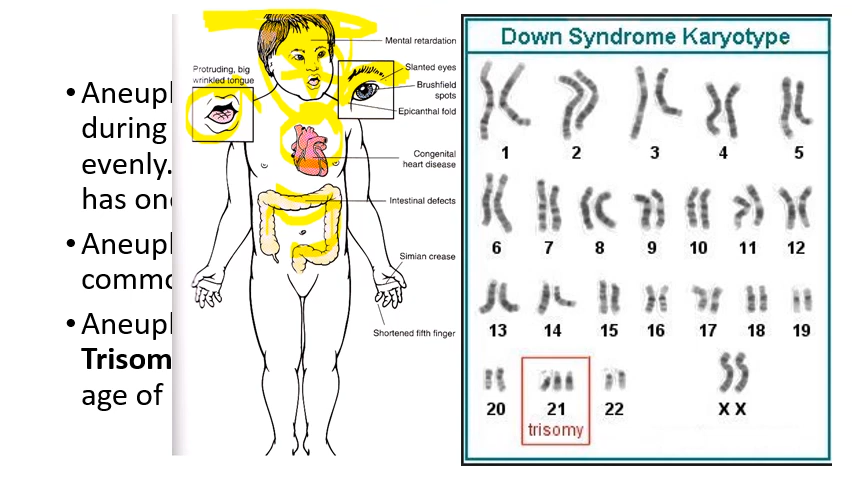 • Aneupl
during
evenly.
has one
• Aneupl
commo
• Aneupl
Trisom
age of
Mental retardation
Protruding, big
wrinkled tongue
Slanted eyes
Brushfield
spots
Epicanthal fold
Congenital
heart disease
Intestinal defects
Simian crease
Shortened fifth finger
Down Syndrome Karyotype
1 2 3 4 5
6 7 8 9 10 11 12
13 14 15 16 17 18 19
20 21 22 X X
trisomy